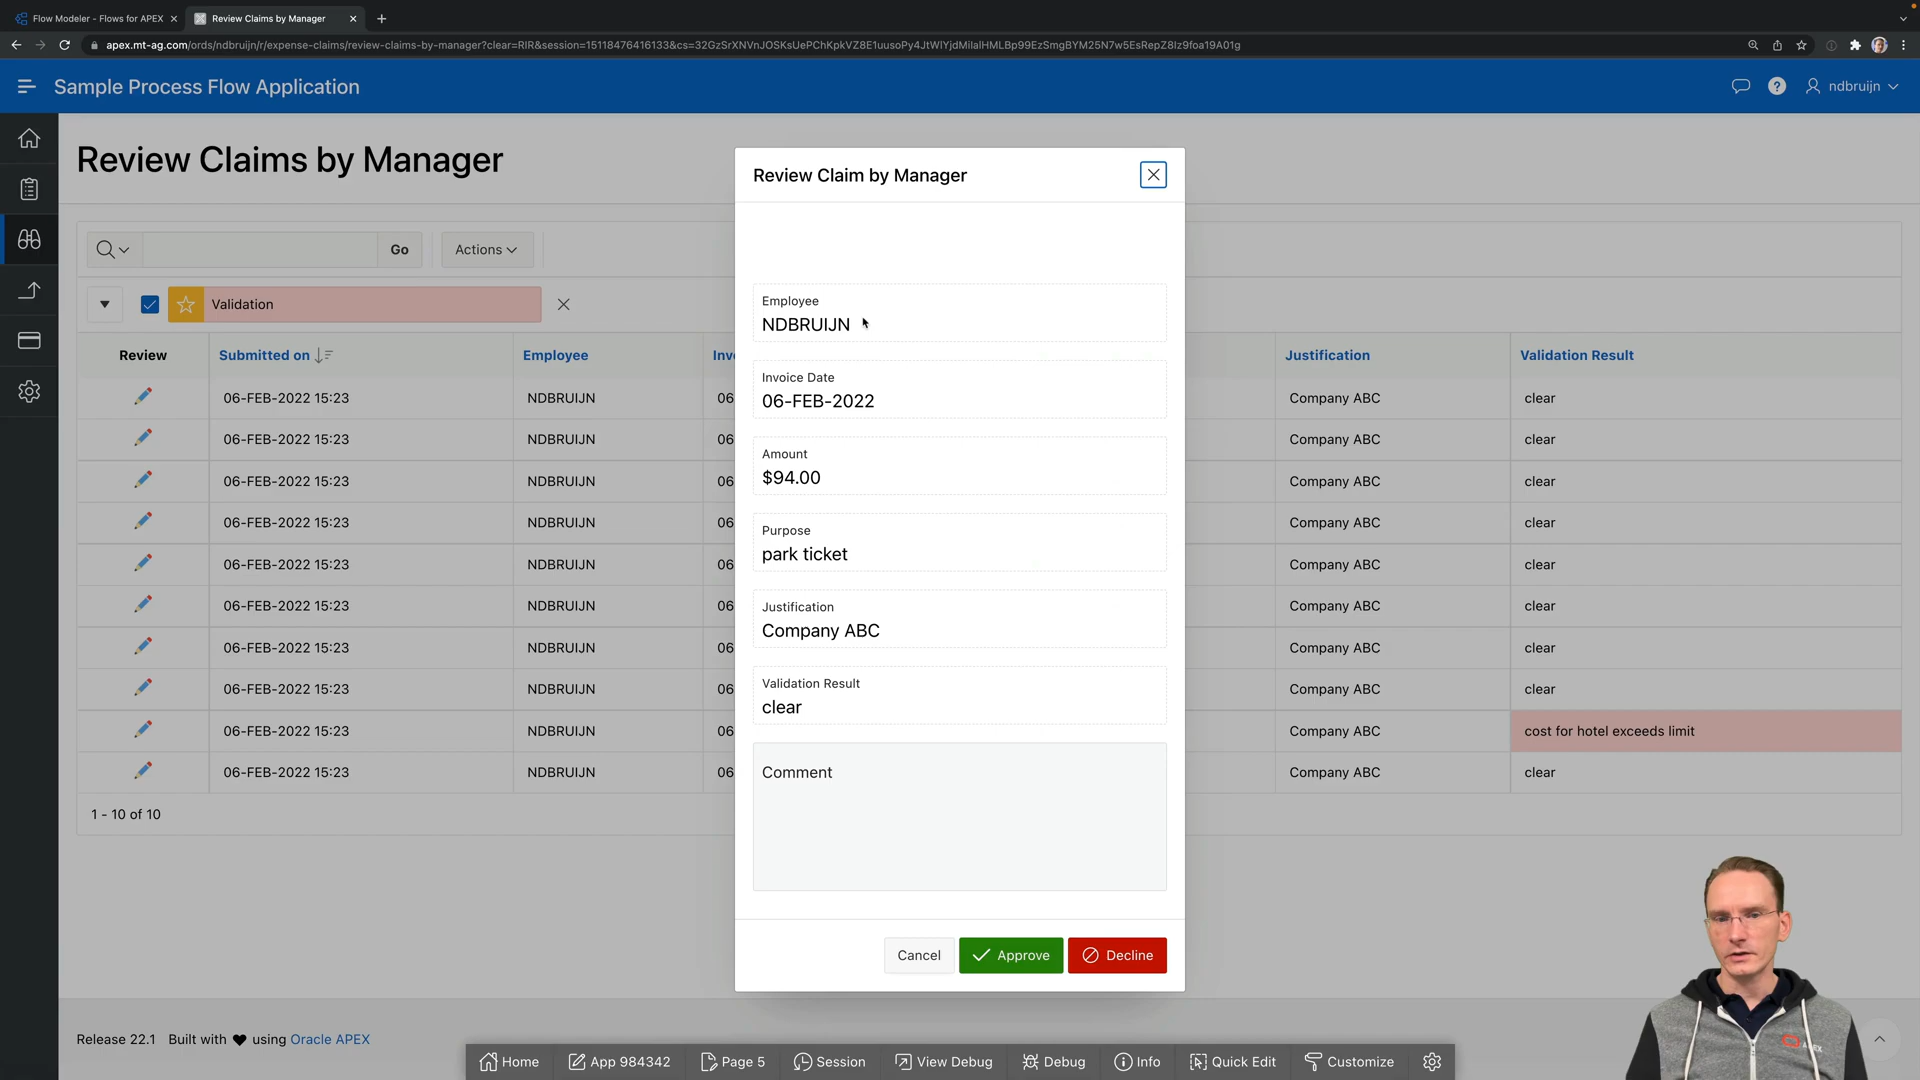 Flow Modeler - Flows for APEX
Review Claims by Manager
apex.mt-ag.com/ords/ndbruijn/r/expense-claims/review-claims-by-manager?clear=RIR&session=15118476416133&cs=32GzSrXNVnJOSKsUePChKpkVZ8E1uusoPy4JtWlYjdMiIalHMLBp99EzSmgBYM25N7w5EsRepZ8Iz9foa19A01g
Sample Process Flow Application
ndbruijn
Review Claims by Manager
Go
Actions
Validation
Review Submitted on Employee Inv Justification Validation Result
06-FEB-2022 15:23 NDBRUIJN 06 Company ABC clear
06-FEB-2022 15:23 NDBRUIJN 06 Company ABC clear
06-FEB-2022 15:23 NDBRUIJN 06 Company ABC clear
06-FEB-2022 15:23 NDBRUIJN 06 Company ABC clear
06-FEB-2022 15:23 NDBRUIJN 06 Company ABC clear
06-FEB-2022 15:23 NDBRUIJN 06 Company ABC clear
06-FEB-2022 15:23 NDBRUIJN 06 Company ABC clear
06-FEB-2022 15:23 NDBRUIJN 06 Company ABC clear
06-FEB-2022 15:23 NDBRUIJN 06 Company ABC cost for hotel exceeds limit
06-FEB-2022 15:23 NDBRUIJN 06 Company ABC clear
1 - 10 of 10
Review Claim by Manager
Employee
NDBRUIJN
Invoice Date
06-FEB-2022
Amount
$94.00
Purpose
park ticket
Justification
Company ABC
Validation Result
clear
Comment
Cancel
Approve
Decline
Release 22.1 Built with ♥ using Oracle APEX
Home
App 984342
Page 5
Session
View Debug
Debug
Info
Quick Edit
Customize
APEX